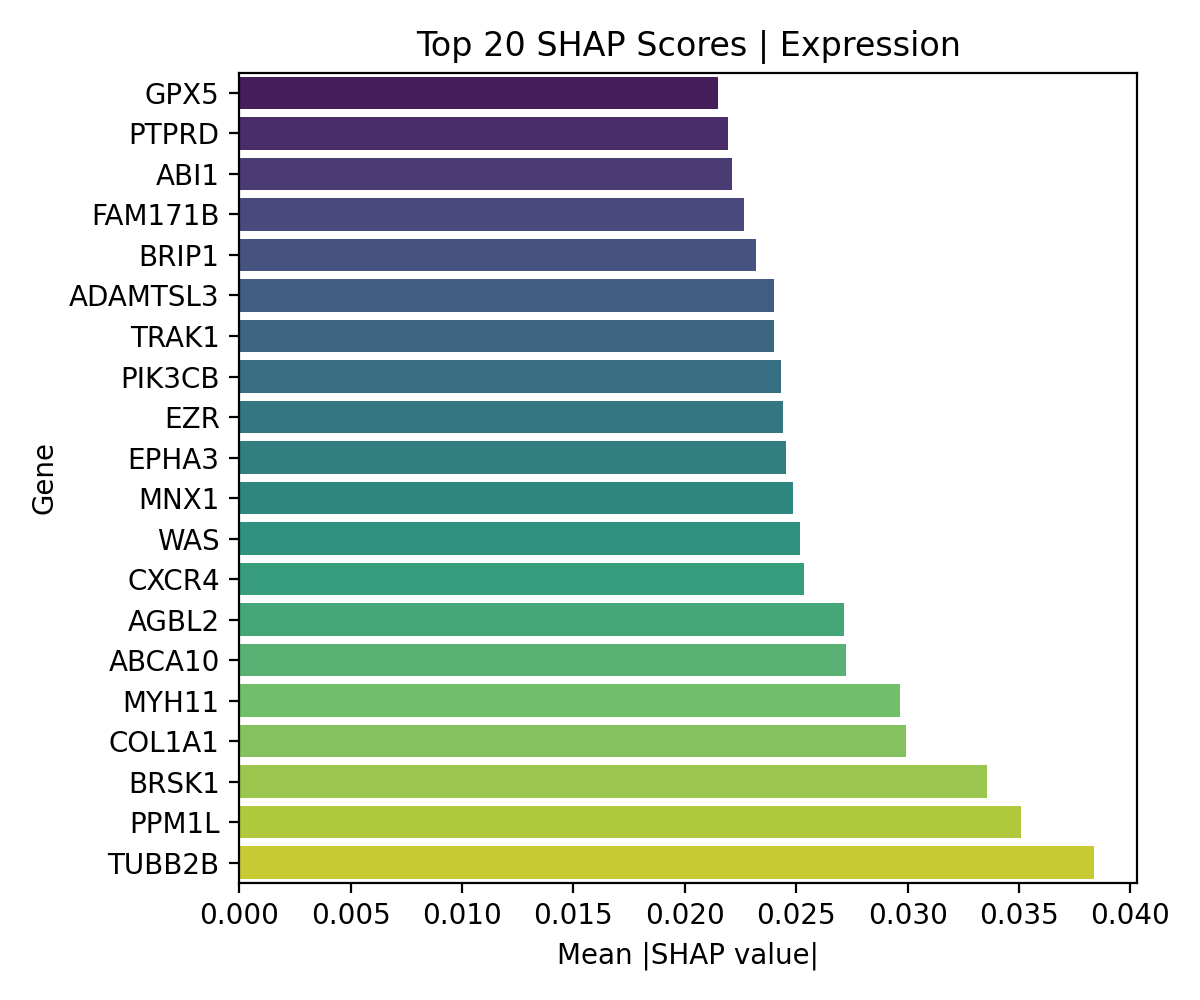 Top 20 SHAP Scores | Expression
GPX5
PTPRD
ABI1
FAM171B
BRIP1
ADAMTSL3
TRAK1
PIK3CB
EZR
EPHA3
MNX1
WAS
CXCR4
AGBL2
ABCA10
MYH11
COL1A1
BRSK1
PPM1L
TUBB2B
Gene
0.000 0.005 0.010 0.015 0.020 0.025 0.030 0.035 0.040
Mean |SHAP value|